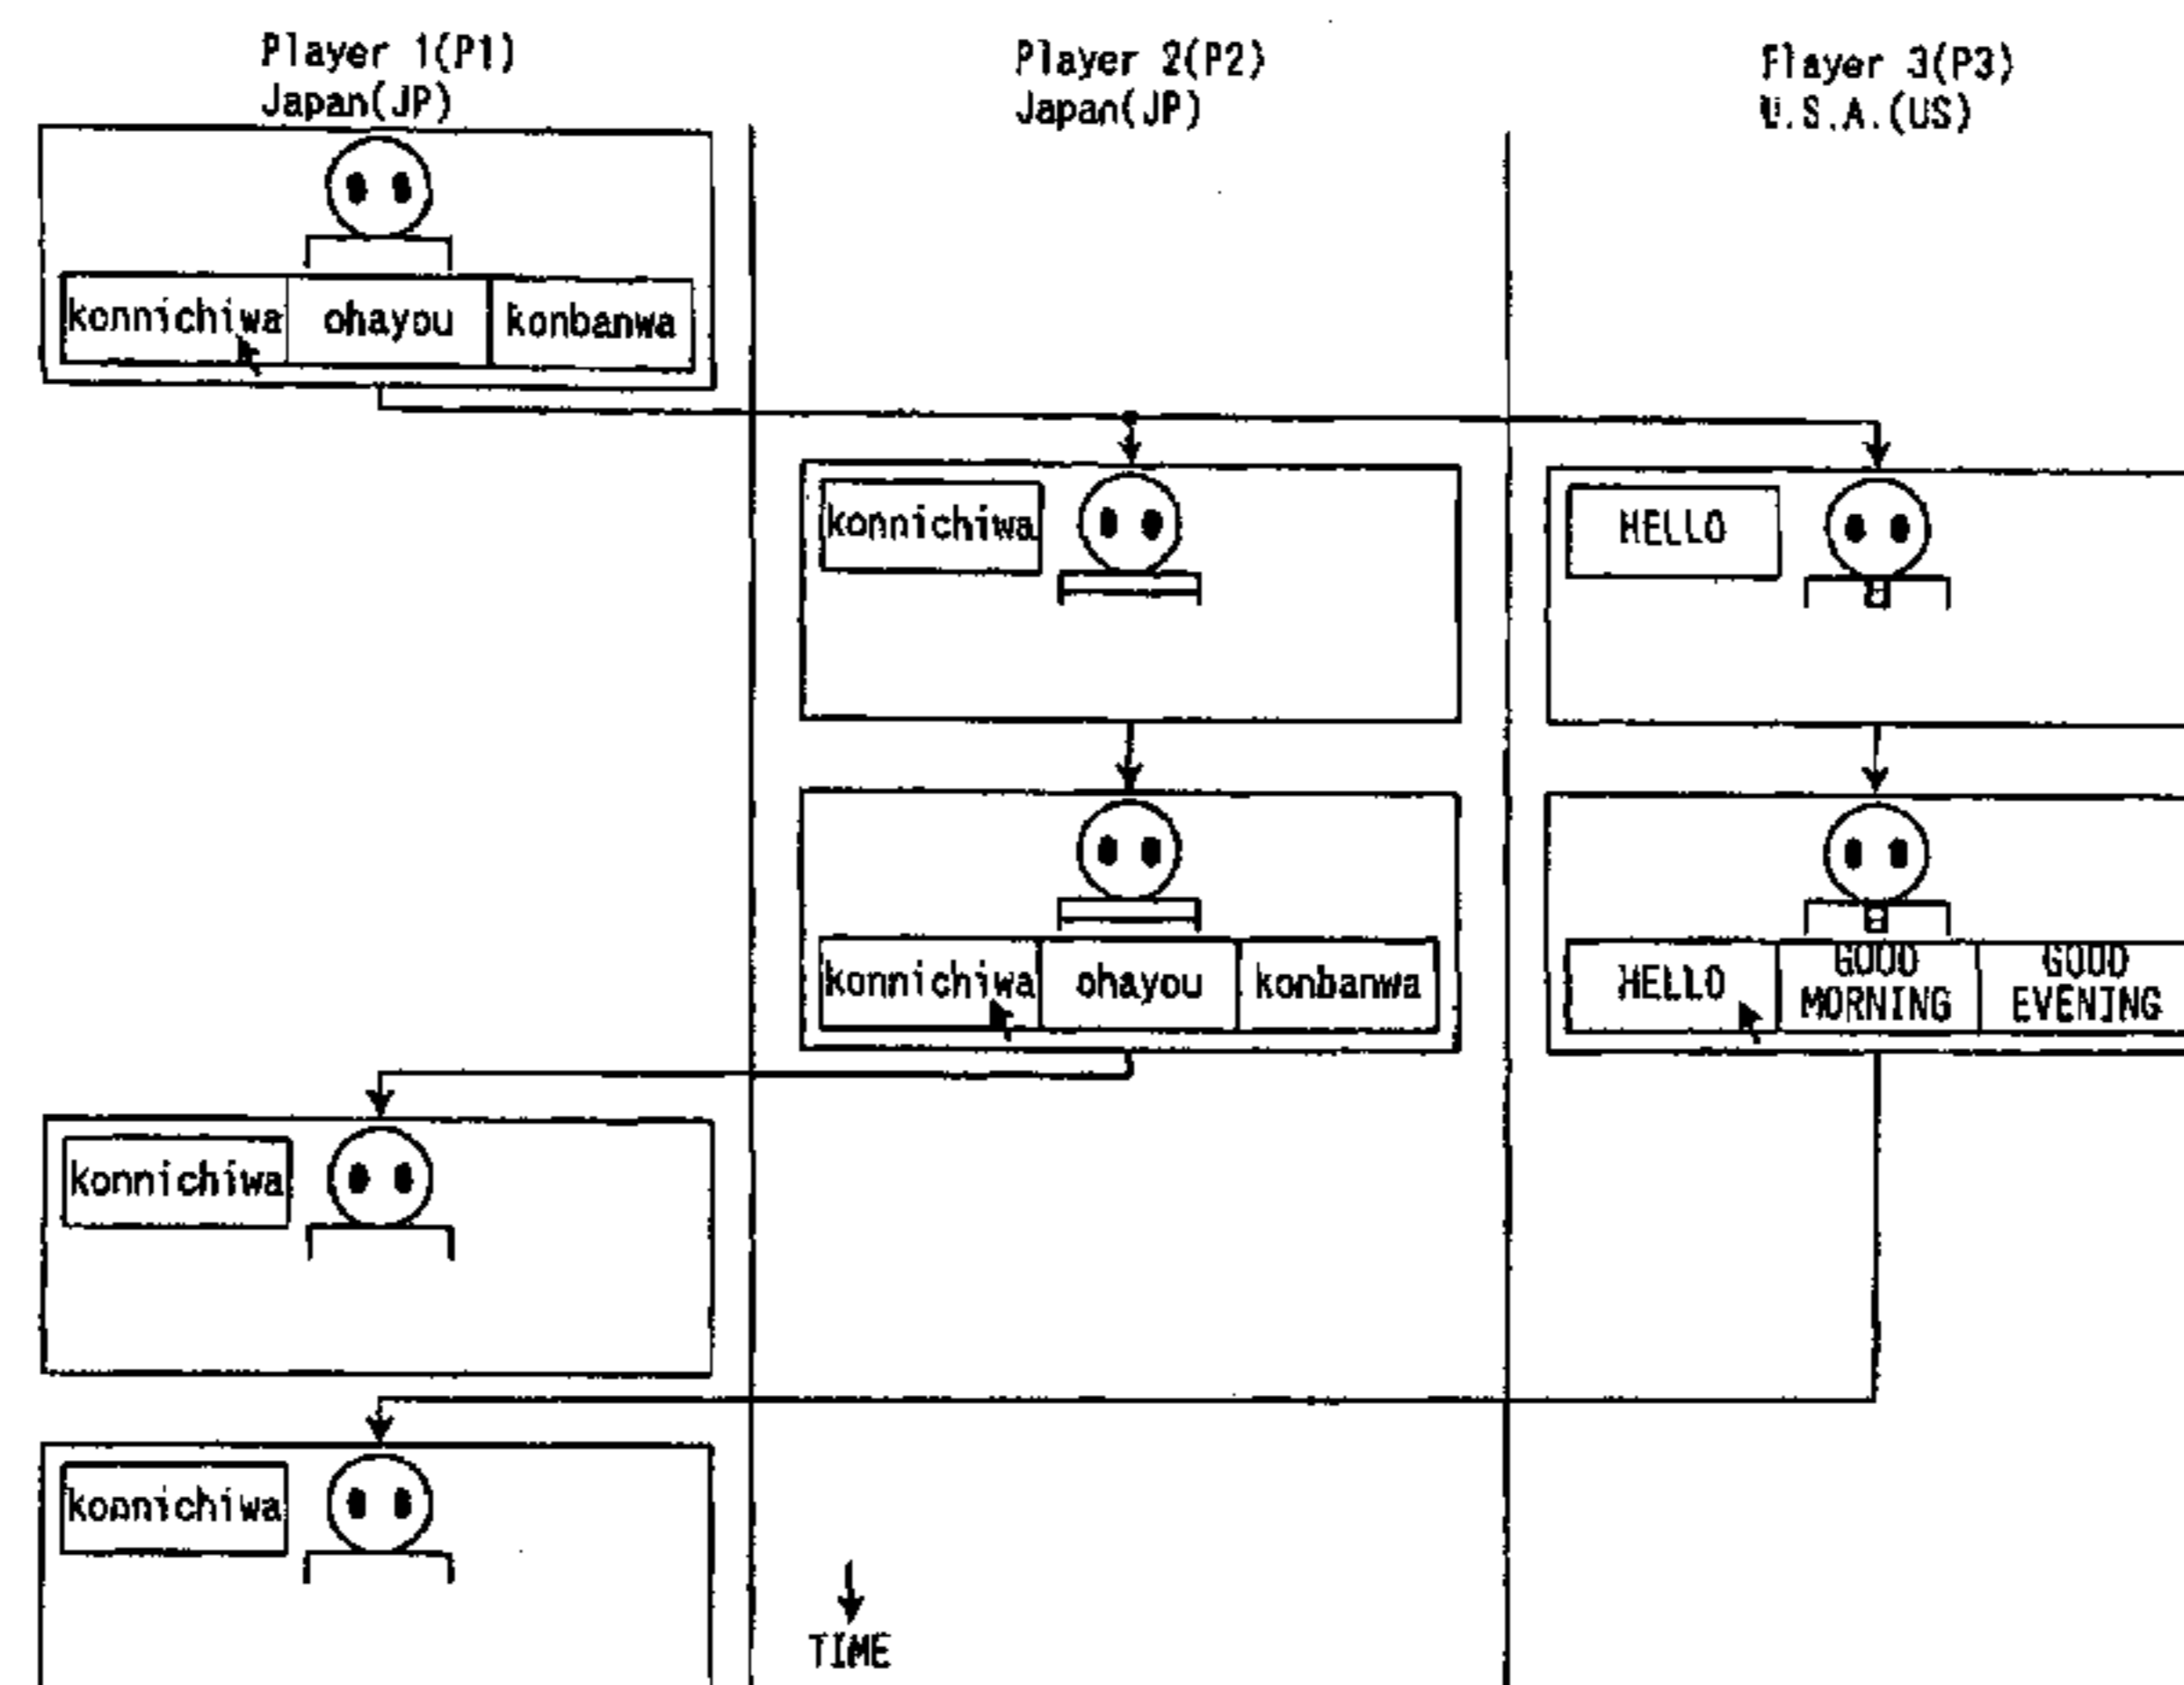 Player 1(P1)
Japan(JP)
Player 2(P2)
Japan(JP)
Player 3(P3)
U.S.A.(US)
konnichiwa
ohayou
konbanwa
konnichiwa
HELLO
konnichiwa
ohayou
konbanwa
HELLO
GOOD
MORNING
GOOD
EVENING
konnichiwa
konnichiwa
TIME